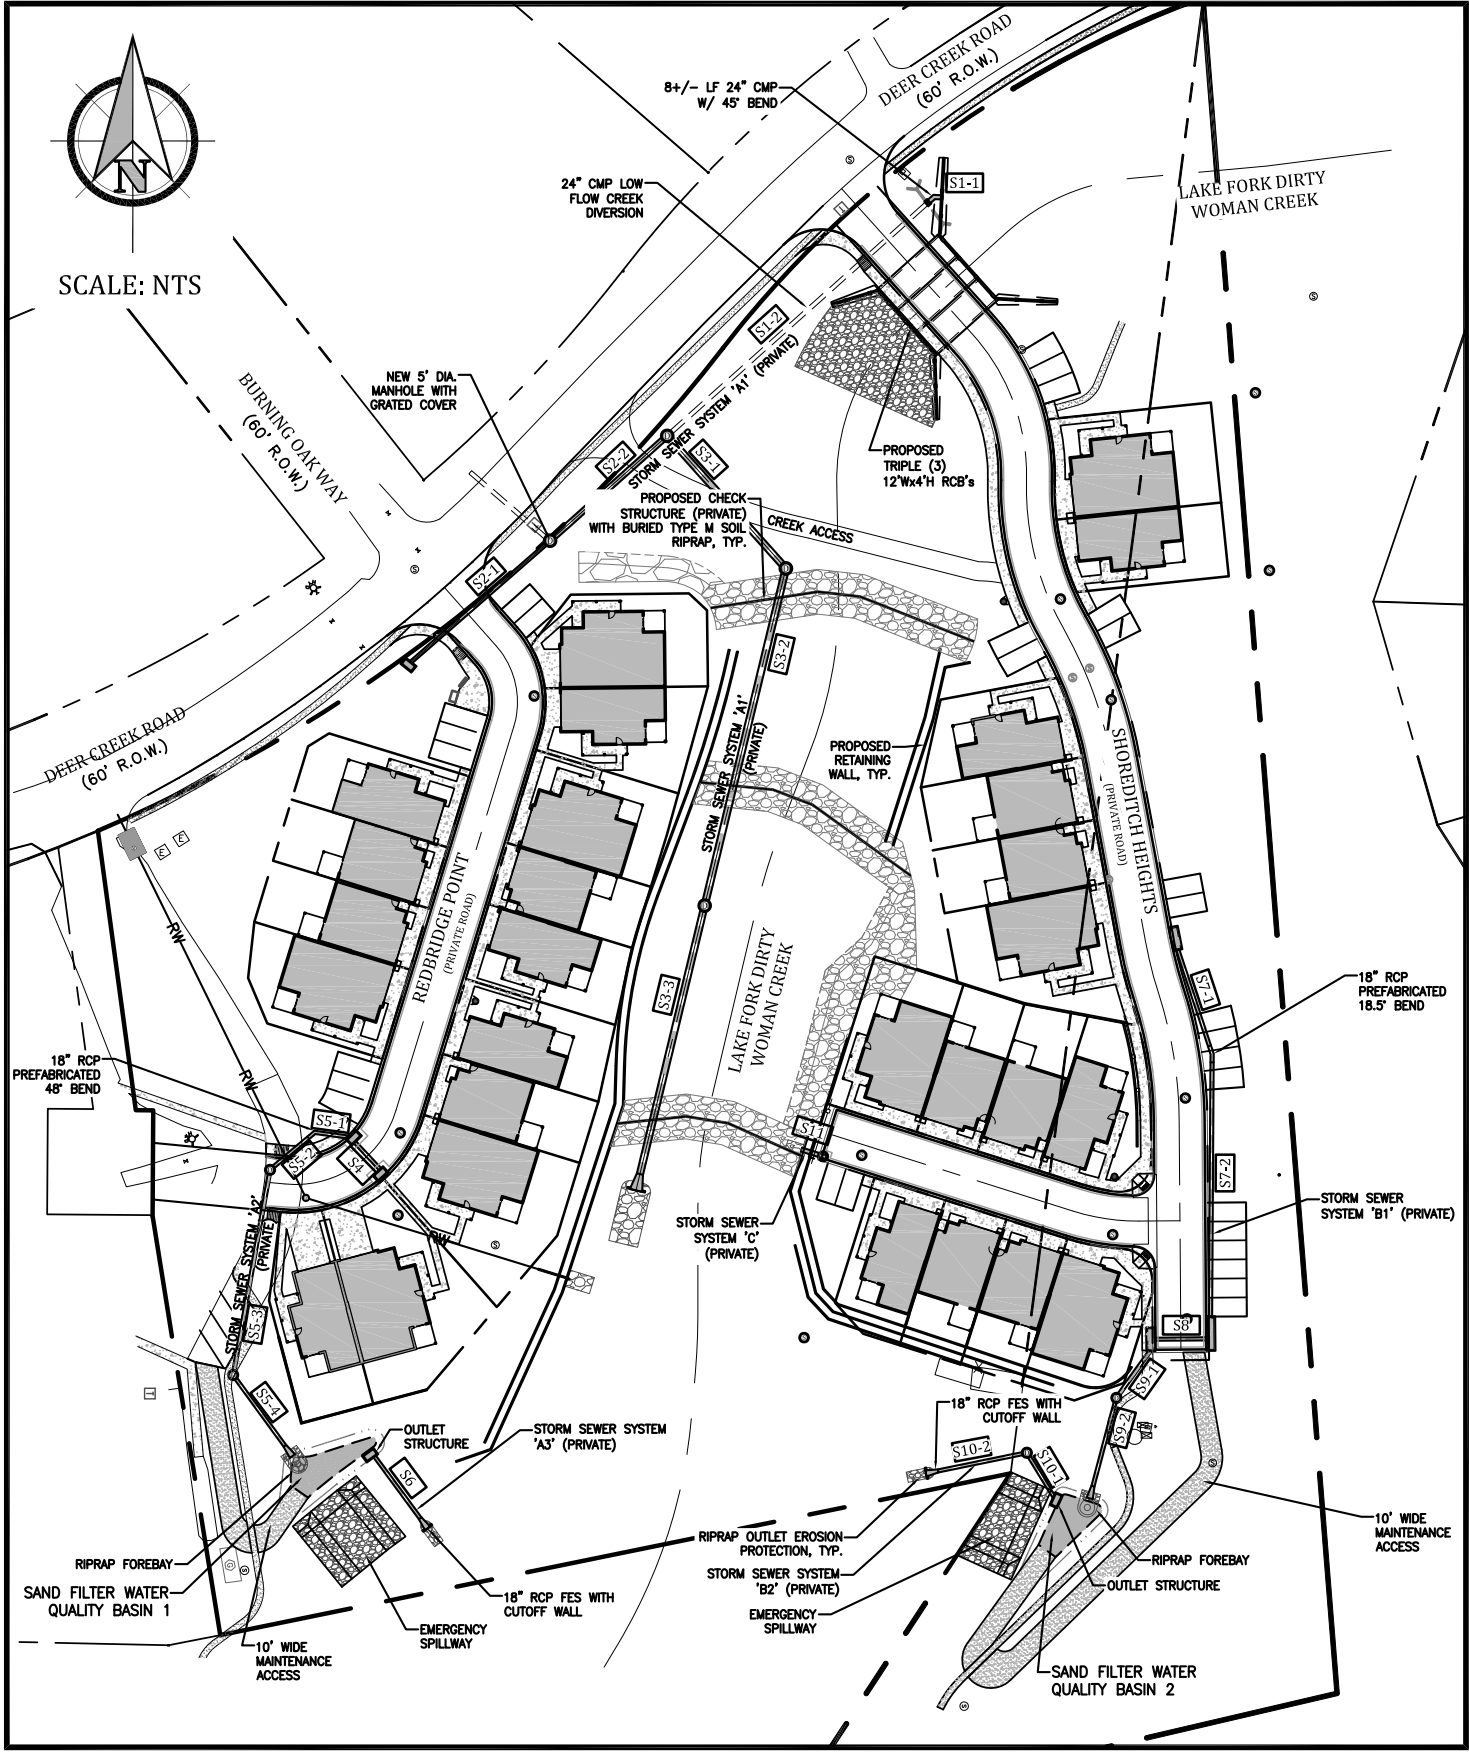 N
SCALE: NTS
8+/- LF 24" CMP
W/ 45° BEND
DEER CREEK ROAD
(60' R.O.W.)
S1-1
LAKE FORK DIRTY
WOMAN CREEK
24" CMP LOW
FLOW CREEK
DIVERSION
S1-2
STORM SEWER SYSTEM 'A1' (PRIVATE)
NEW 5' DIA.
MANHOLE WITH
GRATED COVER
BURNING OAK WAY
(60' R.O.W.)
S2-2
S3-1
PROPOSED
TRIPLE (3)
12'Wx4'H RCB's
PROPOSED CHECK
STRUCTURE (PRIVATE)
WITH BURIED TYPE M SOIL
RIPRAP, TYP.
CREEK ACCESS
S2-1
S3-2
DEER CREEK ROAD
(60' R.O.W.)
STORM SEWER SYSTEM 'A1'
(PRIVATE)
PROPOSED
RETAINING
WALL, TYP.
SHOREDITCH HEIGHTS
(PRIVATE ROAD)
E
E
RW
REDBRIDGE POINT
(PRIVATE ROAD)
LAKE FORK DIRTY
WOMAN CREEK
S3-3
S7-1
18" RCP
PREFABRICATED
18.5° BEND
18" RCP
PREFABRICATED
48° BEND
RW
S5-1
S5-2
S4
S11
S7-2
STORM SEWER
SYSTEM 'B1' (PRIVATE)
STORM SEWER
SYSTEM 'C'
(PRIVATE)
RW
STORM SEWER SYSTEM 'A2'
(PRIVATE)
S5-3
S8
S5-4
T
S9-1
18" RCP FES WITH
CUTOFF WALL
S9-2
OUTLET
STRUCTURE
STORM SEWER SYSTEM
'A3' (PRIVATE)
S10-2
S10-1
S6
10' WIDE
MAINTENANCE
ACCESS
RIPRAP OUTLET EROSION
PROTECTION, TYP.
RIPRAP FOREBAY
RIPRAP FOREBAY
STORM SEWER SYSTEM
'B2' (PRIVATE)
OUTLET STRUCTURE
SAND FILTER WATER
QUALITY BASIN 1
18" RCP FES WITH
CUTOFF WALL
EMERGENCY
SPILLWAY
EMERGENCY
SPILLWAY
10' WIDE
MAINTENANCE
ACCESS
SAND FILTER WATER
QUALITY BASIN 2